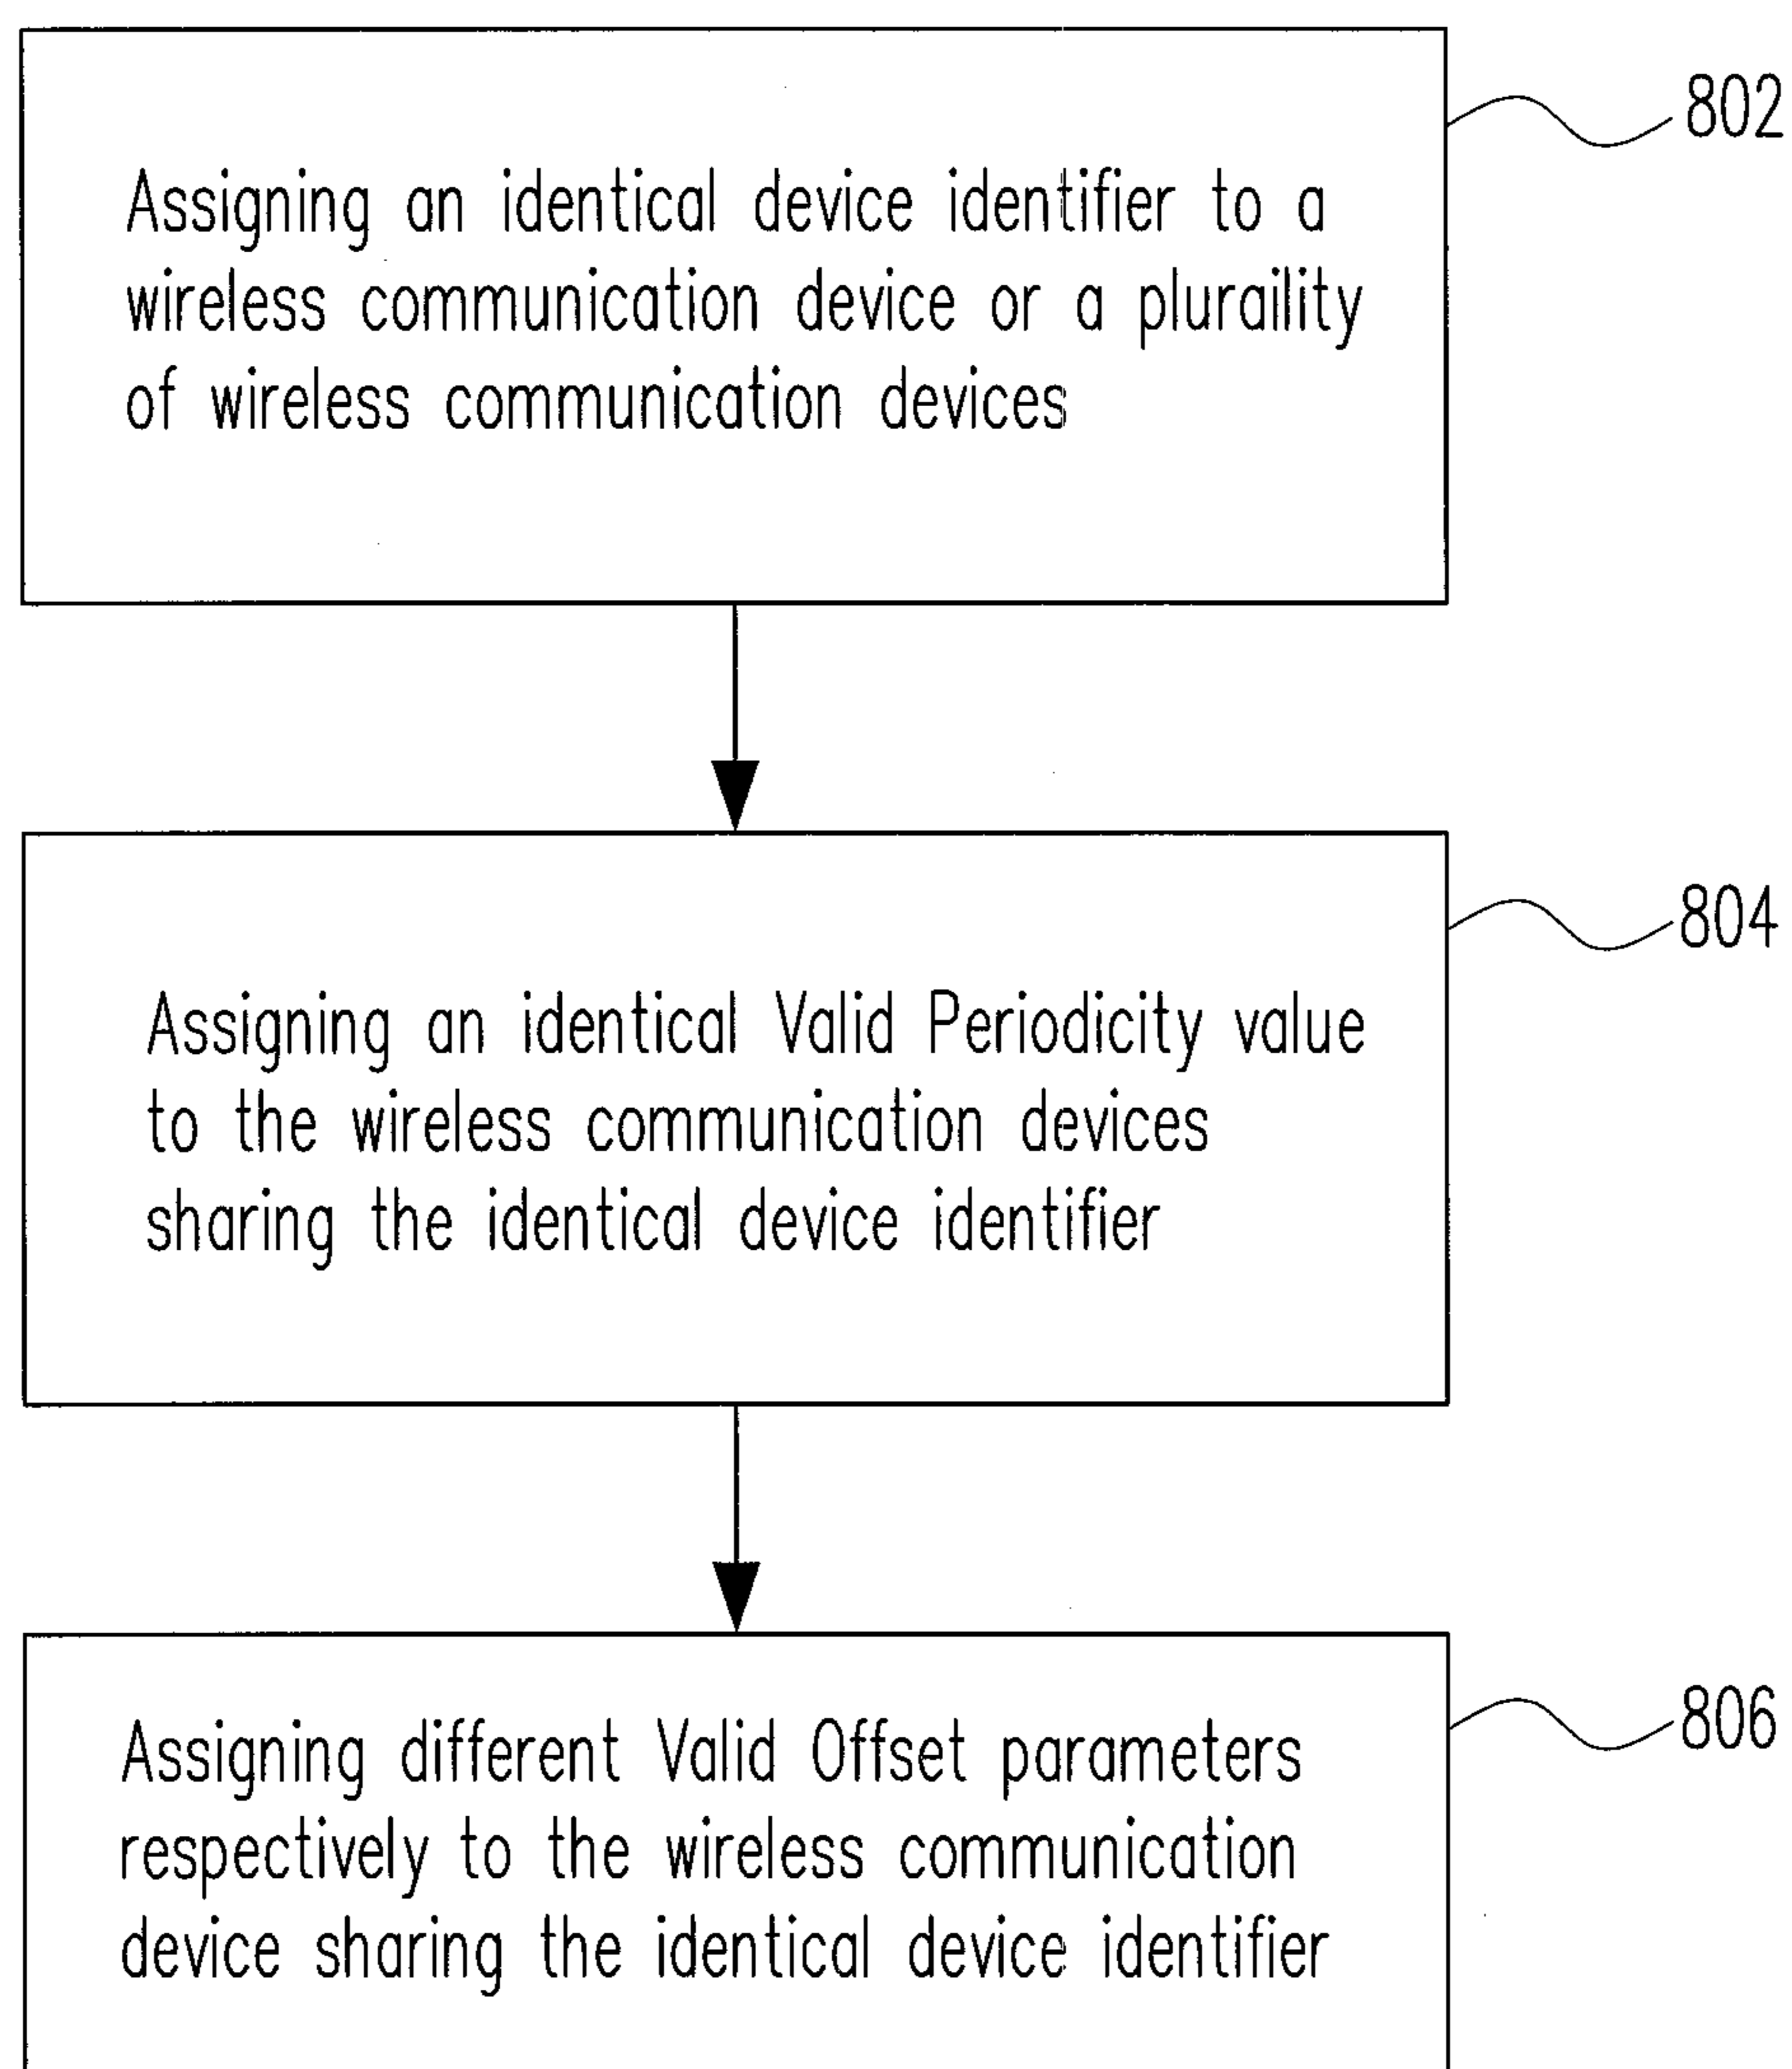 802
Assigning an identical device identifier to a
wireless communication device or a pluraility
of wireless communication devices
804
Assigning an identical Valid Periodicity value
to the wireless communication devices
sharing the identical device identifier
806
Assigning different Valid Offset parameters
respectively to the wireless communication
device sharing the identical device identifier